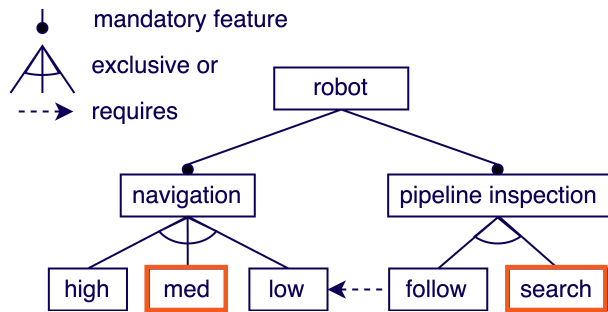 mandatory feature
exclusive or
requires
robot
navigation
pipeline inspection
high
med
low
follow
search